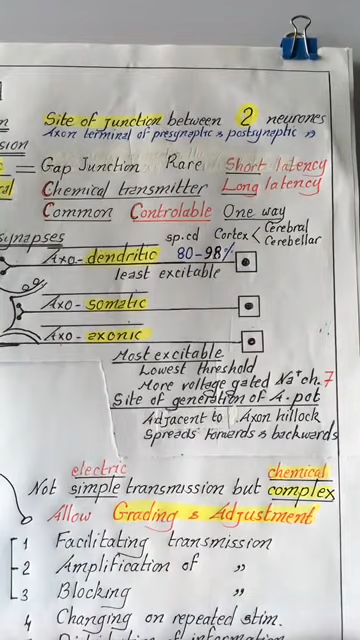 Site of junction between 2 neurones
Axon terminal of presynaptic & postsynaptic
= Gap Junction Rare Short latency
Chemical transmitter Long latency
Common Controlable One way
sp.cd Cortex < Cerebral
Cerebellar
synapses
Axo-dendritic 80-98%
least excitable
Axo-somatic
Axo-axonic
Most excitable
Lowest threshold
More voltage gated Na+ ch. 7
Site of generation of A.pot
Adjacent to Axon hillock
Spreads forwards & backwards
electric chemical
Not simple transmission but complex
Allow Grading & Adjustment
1 Facilitating transmission
2 Amplification of ,,
3 Blocking ,,
4 Changing on repeated stim.